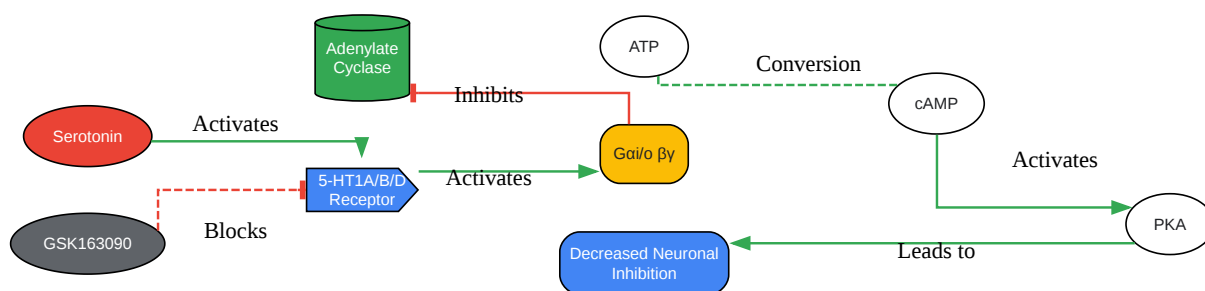 Adenylate
Cyclase
ATP
Conversion
Inhibits
cAMP
Serotonin
Activates
Gαi/o βγ
Activates
5-HT1A/B/D
Receptor
Activates
GSK163090
Blocks
PKA
Decreased Neuronal
Inhibition
Leads to